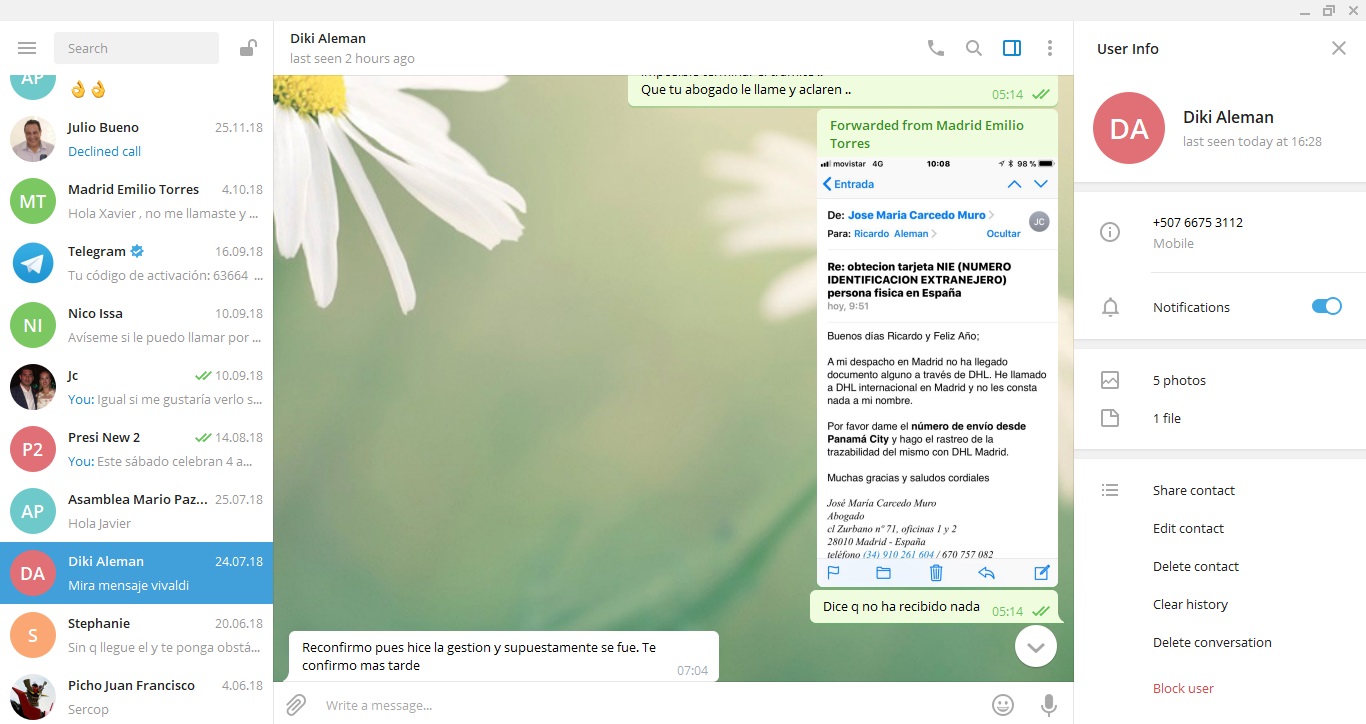 Search
AP
👌👌
Julio Bueno 25.11.18
Declined call
MT
Madrid Emilio Torres 4.10.18
Hola Xavier , no me llamaste y ...
Telegram 16.09.18
Tu código de activación: 63664 ...
NI
Nico Issa 10.09.18
Avíseme si le puedo llamar por ...
Jc 10.09.18
You: Igual si me gustaría verlo s...
P2
Presi New 2 14.08.18
You: Este sábado celebran 4 a...
AP
Asamblea Mario Paz... 25.07.18
Hola Javier
DA
Diki Aleman 24.07.18
Mira mensaje vivaldi
S
Stephanie 20.06.18
Sin q llegue el y te ponga obstá...
Picho Juan Francisco 4.06.18
Sercop
Diki Aleman
last seen 2 hours ago
Que tu abogado le llame y aclaren ..
05:14
Forwarded from Madrid Emilio
Torres
movistar 4G 10:08 98 %
Entrada
De: Jose Maria Carcedo Muro
JC
Para: Ricardo Aleman Ocultar
Re: obtecion tarjeta NIE (NUMERO
IDENTIFICACION EXTRANJERO)
persona fisica en España
hoy, 9:51
Buenos días Ricardo y Feliz Año;
A mi despacho en Madrid no ha llegado
documento alguno a través de DHL. He llamado
a DHL internacional en Madrid y no les consta
nada a mi nombre.
Por favor dame el número de envío desde
Panamá City y hago el rastreo de la
trazabilidad del mismo con DHL Madrid.
Muchas gracias y saludos cordiales
José María Carcedo Muro
Abogado
cl Zurbano nº 71, oficinas 1 y 2
28010 Madrid - España
teléfono (34) 910 261 604 / 670 757 082
Dice q no ha recibido nada 05:14
Reconfirmo pues hice la gestion y supuestamente se fue. Te
confirmo mas tarde
07:04
Write a message...
User Info
DA
Diki Aleman
last seen today at 16:28
+507 6675 3112
Mobile
Notifications
5 photos
1 file
Share contact
Edit contact
Delete contact
Clear history
Delete conversation
Block user